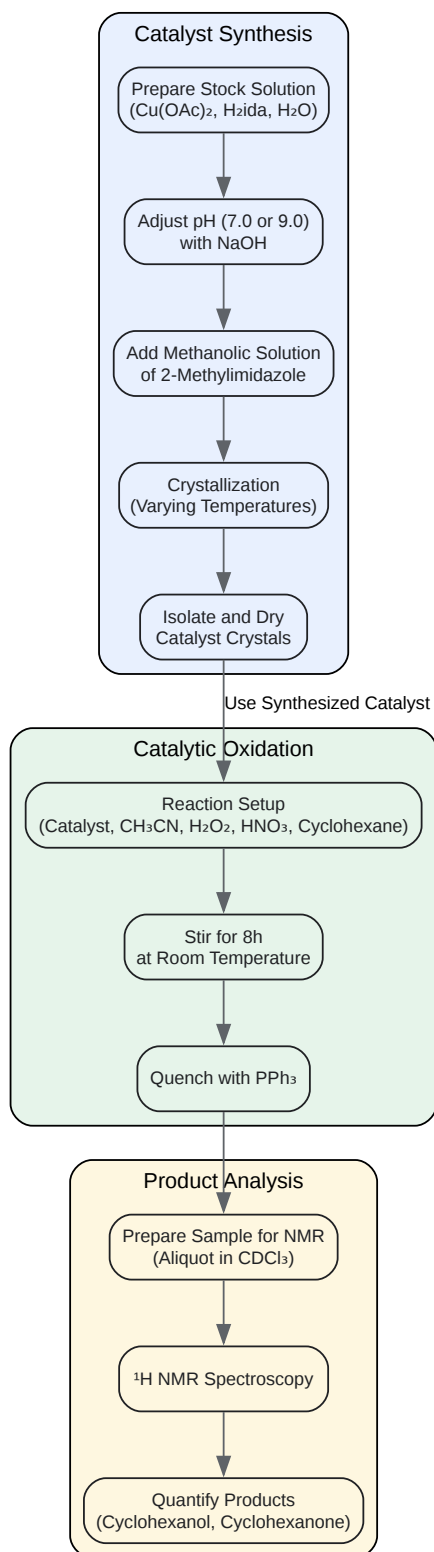 Catalyst Synthesis
Prepare Stock Solution
(Cu(OAc)₂, H₂ida, H₂O)
Adjust pH (7.0 or 9.0)
with NaOH
Add Methanolic Solution
of 2-Methylimidazole
Crystallization
(Varying Temperatures)
Isolate and Dry
Catalyst Crystals
Use Synthesized Catalyst
Catalytic Oxidation
Reaction Setup
(Catalyst, CH₃CN, H₂O₂, HNO₃, Cyclohexane)
Stir for 8h
at Room Temperature
Quench with PPh₃
Product Analysis
Prepare Sample for NMR
(Aliquot in CDCl₃)
¹H NMR Spectroscopy
Quantify Products
(Cyclohexanol, Cyclohexanone)